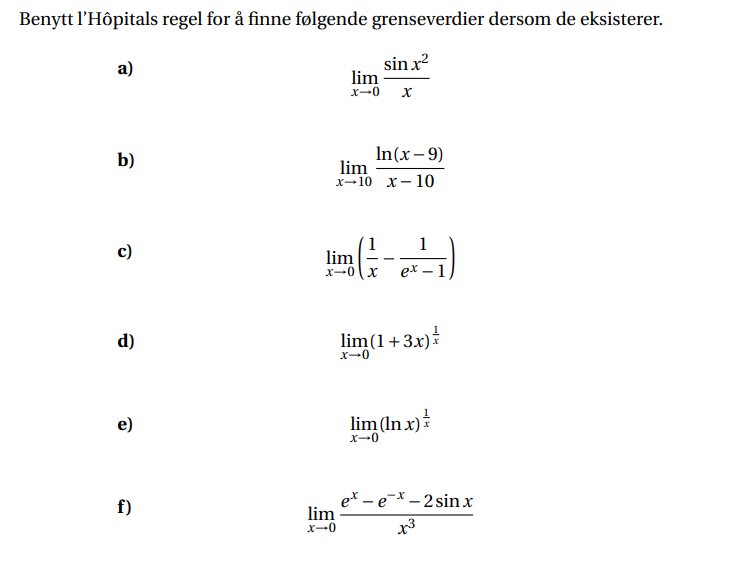 Benytt l'Hôpitals regel for å finne følgende grenseverdier dersom de eksisterer.
a) $\lim_{x \to 0} \frac{\sin x^2}{x}$
b) $\lim_{x \to 10} \frac{\ln(x-9)}{x-10}$
c) $\lim_{x \to 0} \left( \frac{1}{x} - \frac{1}{e^x - 1} \right)$
d) $\lim_{x \to 0} (1+3x)^{\frac{1}{x}}$
e) $\lim_{x \to 0} (\ln x)^{\frac{1}{x}}$
f) $\lim_{x \to 0} \frac{e^x - e^{-x} - 2\sin x}{x^3}$